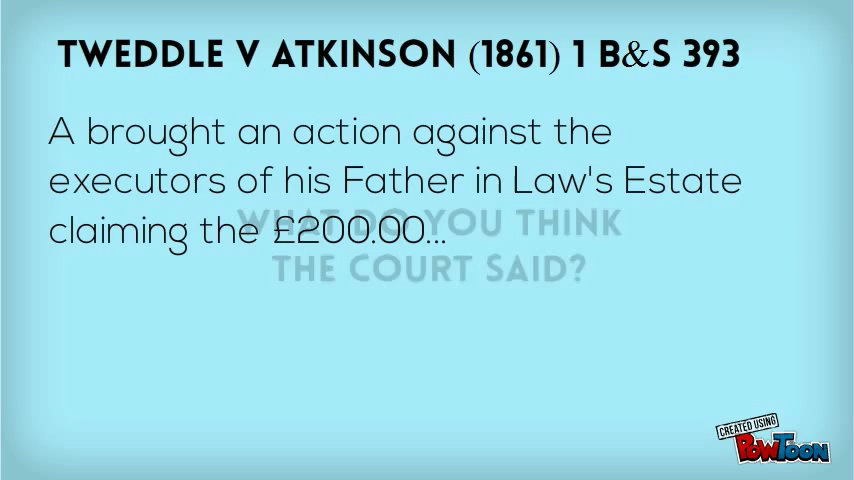 TWEDDLE V ATKINSON (1861) 1 B&S 393
A brought an action against the
executors of his Father in Law's Estate
claiming the £200.00...
WHAT DO YOU THINK
THE COURT SAID?
CREATED USING
POWTOON